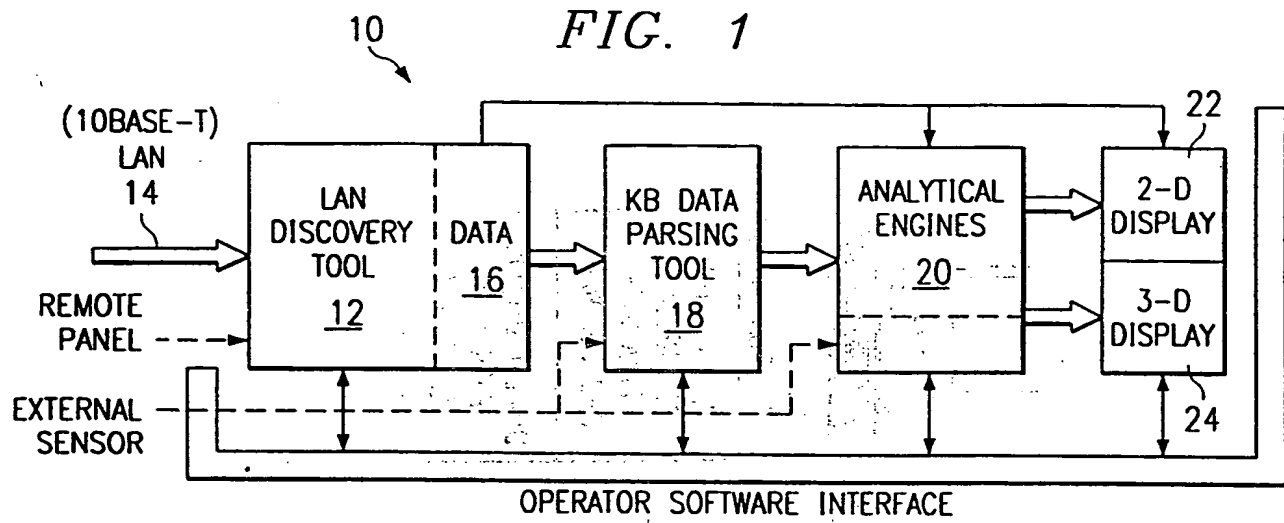 FIG. 1
10
(10BASE-T)
LAN
14
LAN
DISCOVERY
TOOL
12
DATA
16
KB DATA
PARSING
TOOL
18
ANALYTICAL
ENGINES
20
22
2-D
DISPLAY
3-D
DISPLAY
24
REMOTE
PANEL
EXTERNAL
SENSOR
OPERATOR SOFTWARE INTERFACE